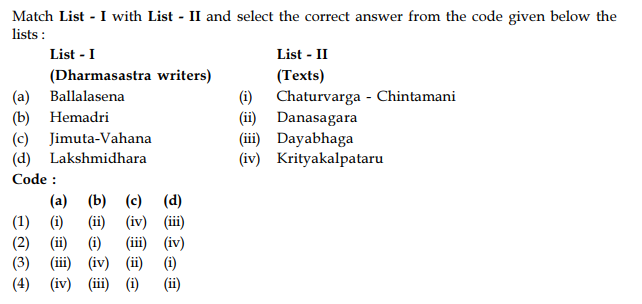 Match List - I with List - II and select the correct answer from the code given below the
lists :
List - I List - II
(Dharmasastra writers) (Texts)
(a) Ballalasena (i) Chaturvarga - Chintamani
(b) Hemadri (ii) Danasagara
(c) Jimuta-Vahana (iii) Dayabhaga
(d) Lakshmidhara (iv) Krityakalpataru
Code :
(a) (b) (c) (d)
(1) (i) (ii) (iv) (iii)
(2) (ii) (i) (iii) (iv)
(3) (iii) (iv) (ii) (i)
(4) (iv) (iii) (i) (ii)